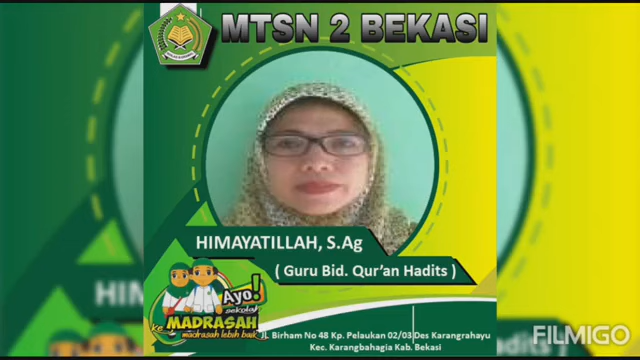 MTSN 2 BEKASI
HIMAYATILLAH, S.Ag
( Guru Bid. Qur'an Hadits )
Ayo!
sekolah
ke
MADRASAH
madrasah lebih baik
JL Birham No 48 Kp. Pelaukan 02/03 Des Karangrahayu
Kec. Karangbahagia Kab. Bekasi
HIM
FILMIGO